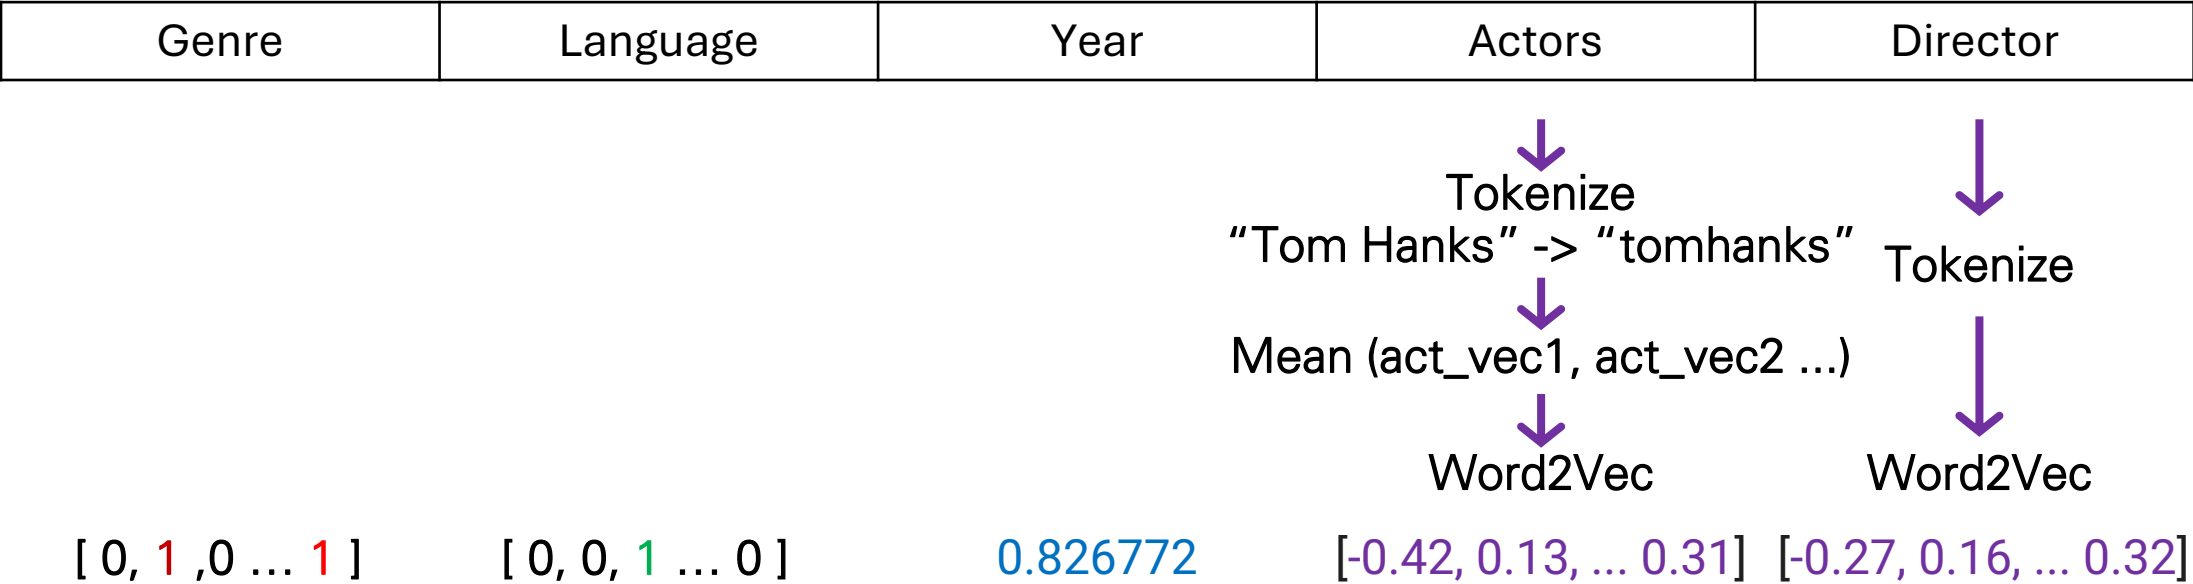 Genre Language Year Actors Director
Tokenize
“Tom Hanks” -> “tomhanks”
Tokenize
Mean (act_vec1, act_vec2 ...)
Word2Vec Word2Vec
[ 0, 1 ,0 ... 1 ] [ 0, 0, 1 ... 0 ] 0.826772 [-0.42, 0.13, ... 0.31] [-0.27, 0.16, ... 0.32]